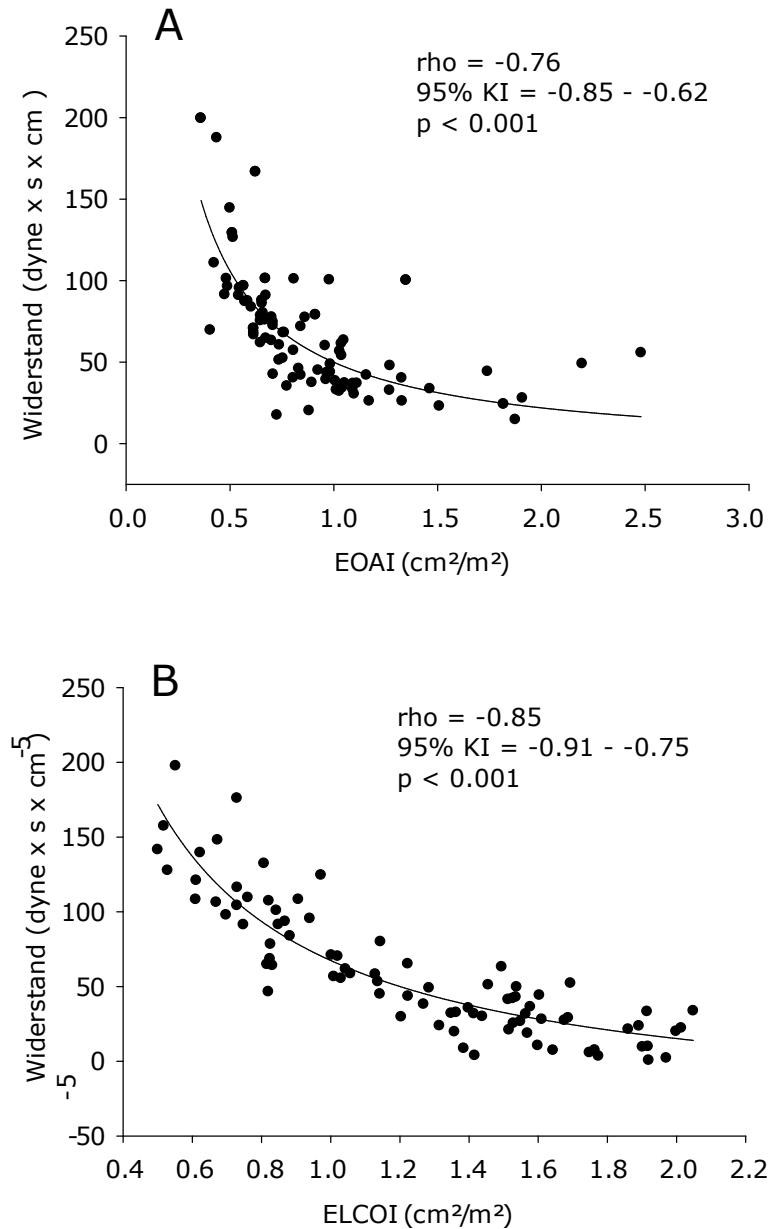 A
rho = -0.76
95% KI = -0.85 - -0.62
p < 0.001
250
200
150
100
50
0
Widerstand (dyne x s x cm )
0.0 0.5 1.0 1.5 2.0 2.5 3.0
EOAI (cm²/m²)
B
rho = -0.85
95% KI = -0.91 - -0.75
p < 0.001
250
200
150
100
50
0
-50
Widerstand (dyne x s x cm-5)
-5
0.4 0.6 0.8 1.0 1.2 1.4 1.6 1.8 2.0 2.2
ELCOI (cm²/m²)